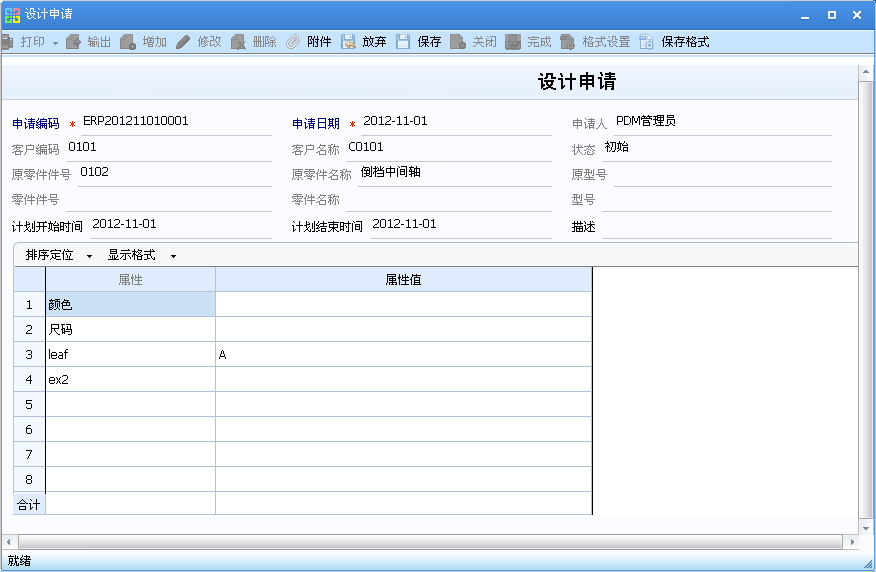 设计申请
打印 输出 增加 修改 删除 附件 放弃 保存 关闭 完成 格式设置 保存格式
设计申请
申请编码 * ERP201211010001 申请日期 * 2012-11-01 申请人 PDM管理员
客户编码 0101 客户名称 C0101 状态 初始
原零件件号 0102 原零件名称 倒档中间轴 原型号
零件件号 零件名称 型号
计划开始时间 2012-11-01 计划结束时间 2012-11-01 描述
排序定位 显示格式
属性 属性值
1 颜色
2 尺码
3 leaf A
4 ex2
5
6
7
8
合计
就绪